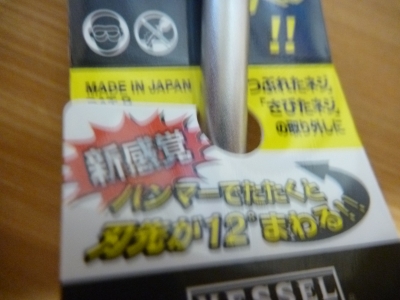 !!
MADE IN JAPAN
つぶれたネジ、
「さびたネジ」
の取り外しに
新感覚
ハンマーでたたくと
刃先が12°まわる!!
VESSEL